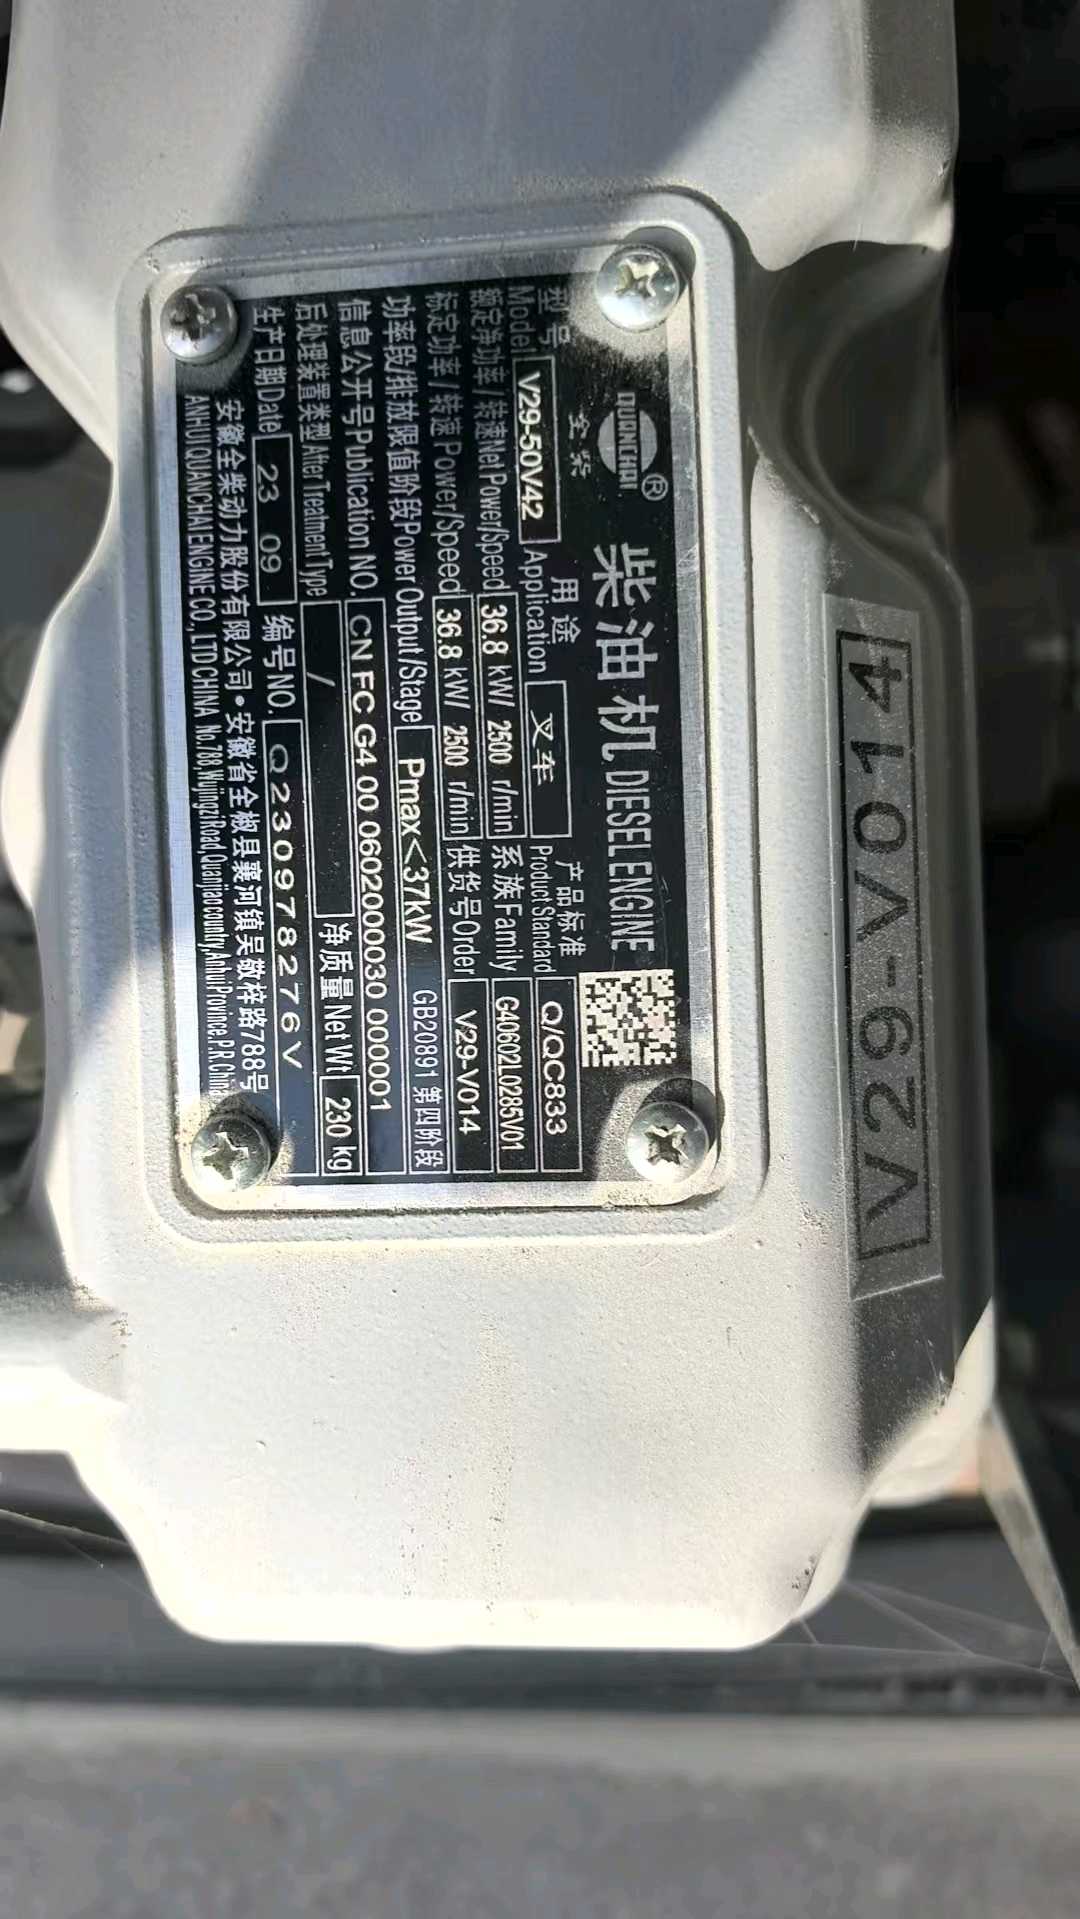 QUANCHAI ®
全柴
柴油机 DIESEL ENGINE
型号 Model V29-50V42 用途 Application 叉车 产品标准 Product Standard Q/QC833
额定净功率/转速 Net Power/Speed 36.8 kW/ 2500 r/min 系族 Family G40602L0285V01
标定功率/转速 Power/Speed 36.8 kW/ 2500 r/min 供货号 Order V29-V014
功率段/排放限值阶段 Power Output/Stage Pmax<37kW GB20891 第四阶段
信息公开号 Publication NO. CN FC G4 00 0602000030 000001
后处理装置类型 After Treatment Type / 净质量 Net Wt 230 kg
生产日期 Date 23 09 编号 NO. Q230978276V
安徽全柴动力股份有限公司•安徽省全椒县襄河镇吴敬梓路788号
ANHUI QUANCHAI ENGINE CO., LTD CHINA No.788,Wujingzi Road,Quanjiao country,Anhui Province.P.R.China
V29-V014